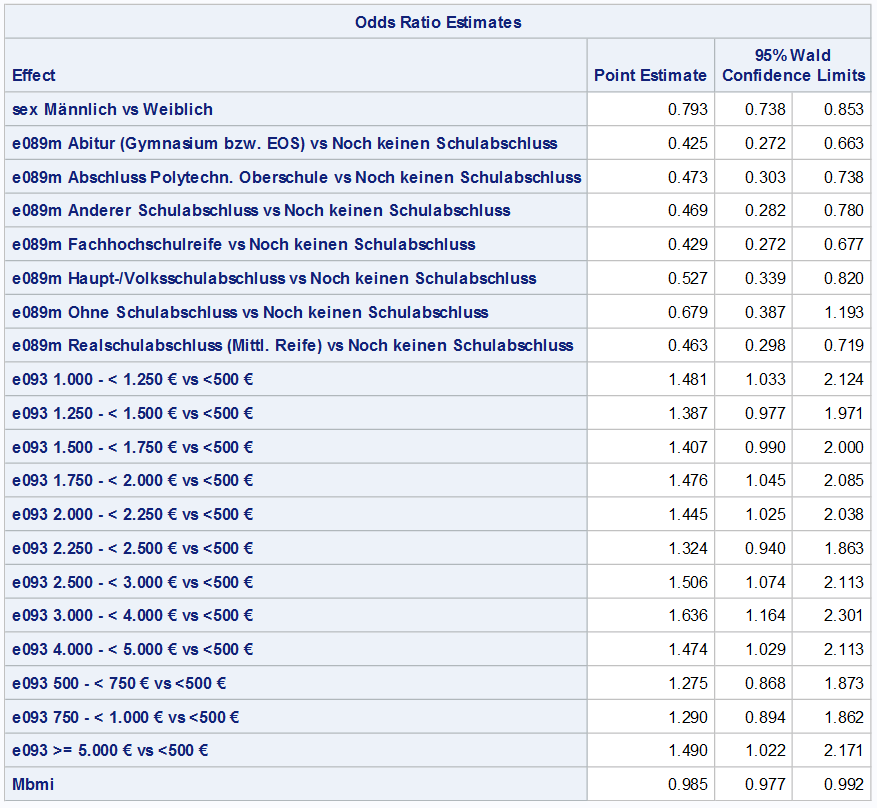 Odds Ratio Estimates
Effect Point Estimate 95% Wald Confidence Limits
sex Männlich vs Weiblich 0.793 0.738 0.853
e089m Abitur (Gymnasium bzw. EOS) vs Noch keinen Schulabschluss 0.425 0.272 0.663
e089m Abschluss Polytechn. Oberschule vs Noch keinen Schulabschluss 0.473 0.303 0.738
e089m Anderer Schulabschluss vs Noch keinen Schulabschluss 0.469 0.282 0.780
e089m Fachhochschulreife vs Noch keinen Schulabschluss 0.429 0.272 0.677
e089m Haupt-/Volksschulabschluss vs Noch keinen Schulabschluss 0.527 0.339 0.820
e089m Ohne Schulabschluss vs Noch keinen Schulabschluss 0.679 0.387 1.193
e089m Realschulabschluss (Mittl. Reife) vs Noch keinen Schulabschluss 0.463 0.298 0.719
e093 1.000 - < 1.250 € vs <500 € 1.481 1.033 2.124
e093 1.250 - < 1.500 € vs <500 € 1.387 0.977 1.971
e093 1.500 - < 1.750 € vs <500 € 1.407 0.990 2.000
e093 1.750 - < 2.000 € vs <500 € 1.476 1.045 2.085
e093 2.000 - < 2.250 € vs <500 € 1.445 1.025 2.038
e093 2.250 - < 2.500 € vs <500 € 1.324 0.940 1.863
e093 2.500 - < 3.000 € vs <500 € 1.506 1.074 2.113
e093 3.000 - < 4.000 € vs <500 € 1.636 1.164 2.301
e093 4.000 - < 5.000 € vs <500 € 1.474 1.029 2.113
e093 500 - < 750 € vs <500 € 1.275 0.868 1.873
e093 750 - < 1.000 € vs <500 € 1.290 0.894 1.862
e093 >= 5.000 € vs <500 € 1.490 1.022 2.171
Mbmi 0.985 0.977 0.992